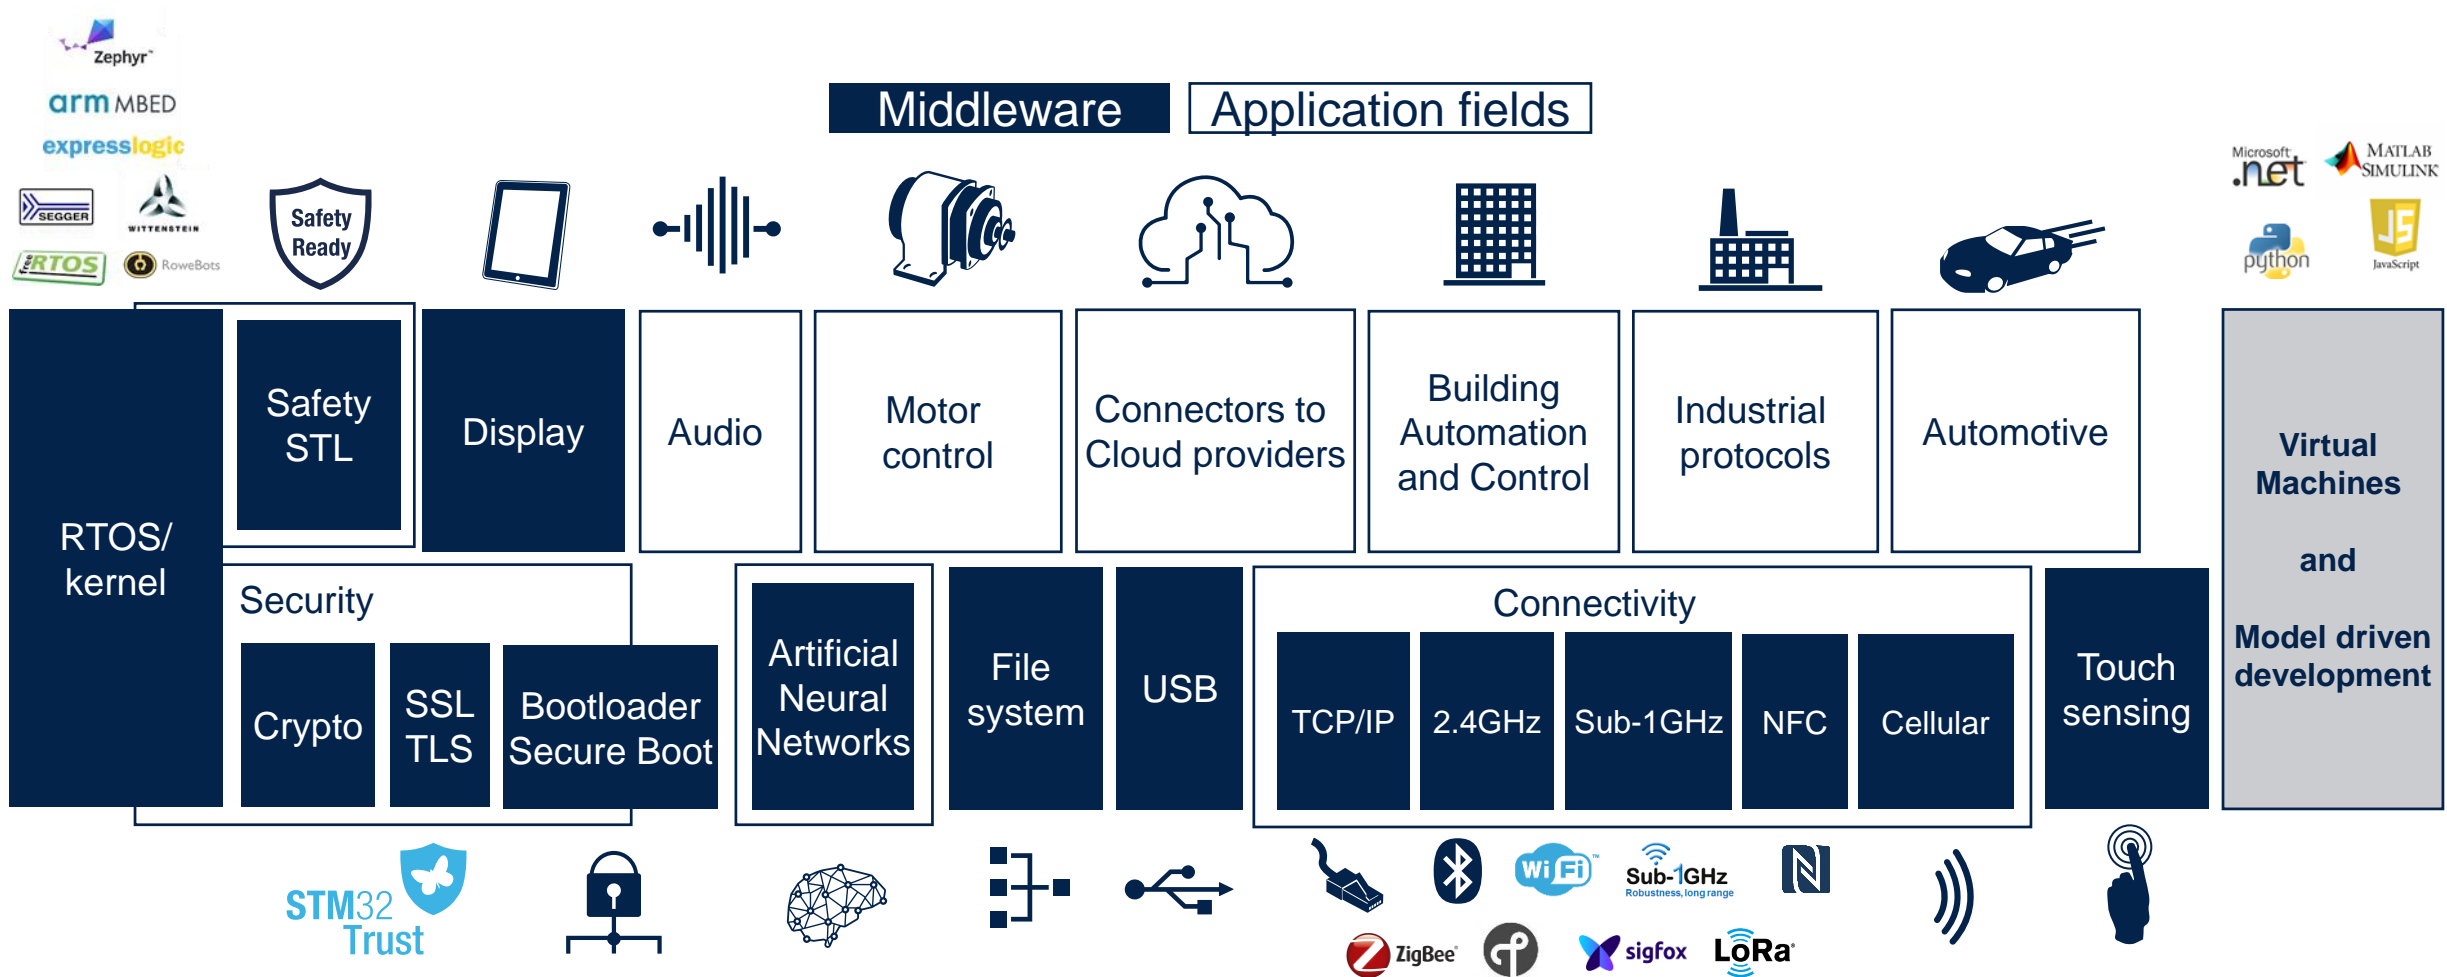 Zephyr™
arm MBED
expresslogic
SEGGER
WITTENSTEIN
FreeRTOS
RoweBots
Middleware
Application fields
Microsoft
.net
MATLAB
SIMULINK
python
JS
JavaScript
Safety
Ready
RTOS/
kernel
Safety
STL
Display
Audio
Motor
control
Connectors to
Cloud providers
Building
Automation
and Control
Industrial
protocols
Automotive
Virtual
Machines
and
Model driven
development
Security
Crypto
SSL
TLS
Bootloader
Secure Boot
Artificial
Neural
Networks
File
system
USB
Connectivity
TCP/IP
2.4GHz
Sub-1GHz
NFC
Cellular
Touch
sensing
STM32
Trust
WiFi™
Sub-1GHz
Robustness, long range
N
ZigBee®
sigfox
LoRa®